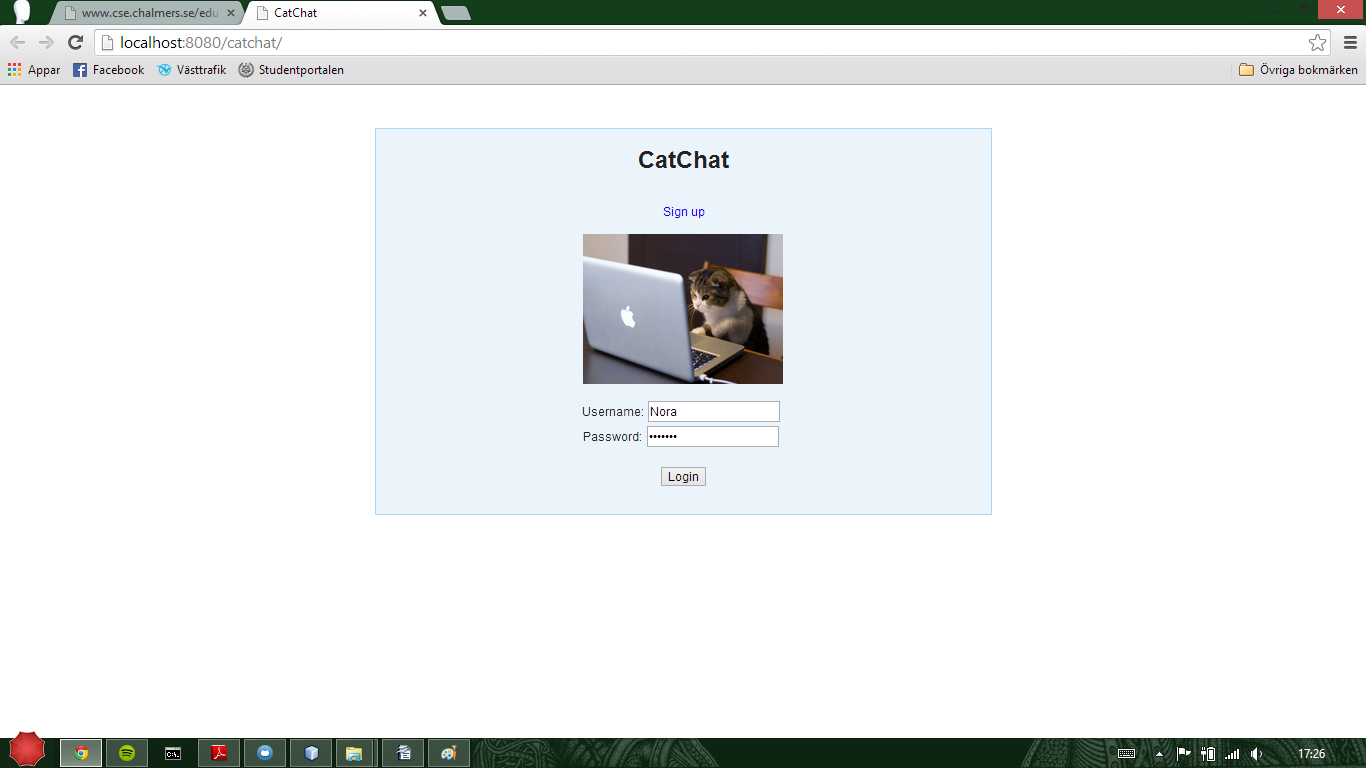 www.cse.chalmers.se/edu
CatChat
localhost:8080/catchat/
Appar Facebook Västtrafik Studentportalen Övriga bokmärken
CatChat
Sign up
Username: Nora
Password: •••••••
Login
C:\.
17:26